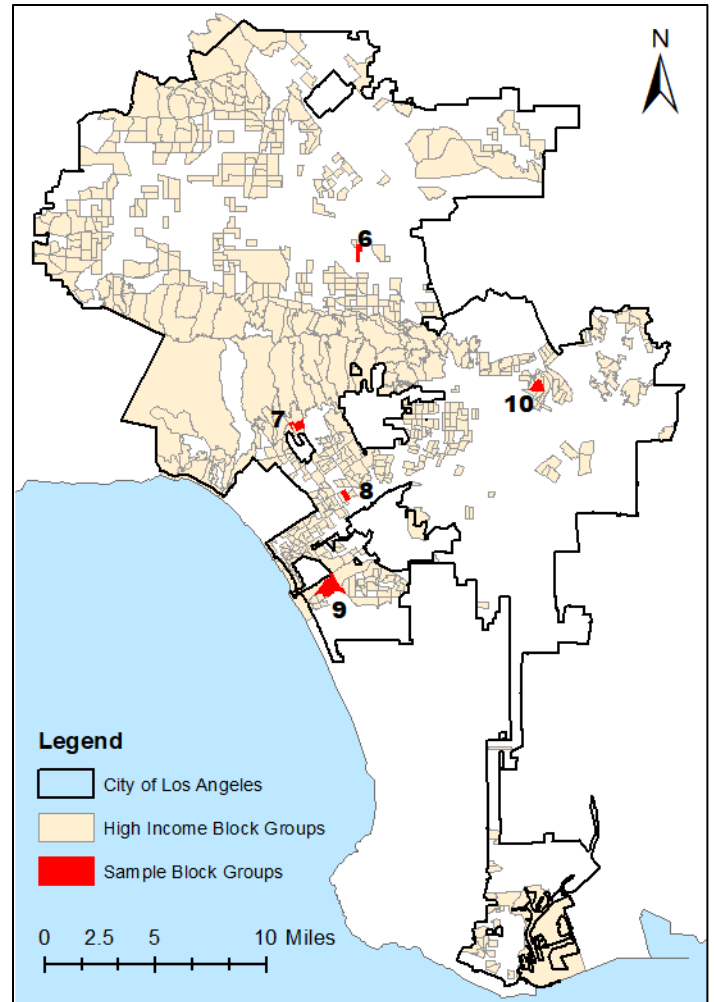 N
6
7
10
8
9
Legend
City of Los Angeles
High Income Block Groups
Sample Block Groups
0 2.5 5 10 Miles